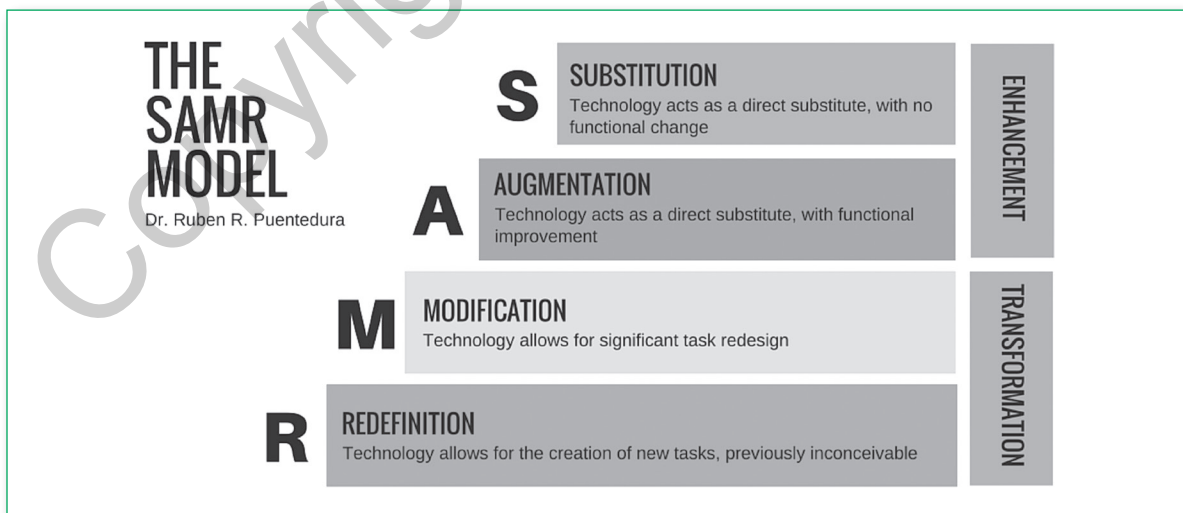 THE
SAMR
MODEL
Dr. Ruben R. Puentedura
S
SUBSTITUTION
Technology acts as a direct substitute, with no
functional change
A
AUGMENTATION
Technology acts as a direct substitute, with functional
improvement
M
MODIFICATION
Technology allows for significant task redesign
R
REDEFINITION
Technology allows for the creation of new tasks, previously inconceivable
ENHANCEMENT
TRANSFORMATION
Copyrig